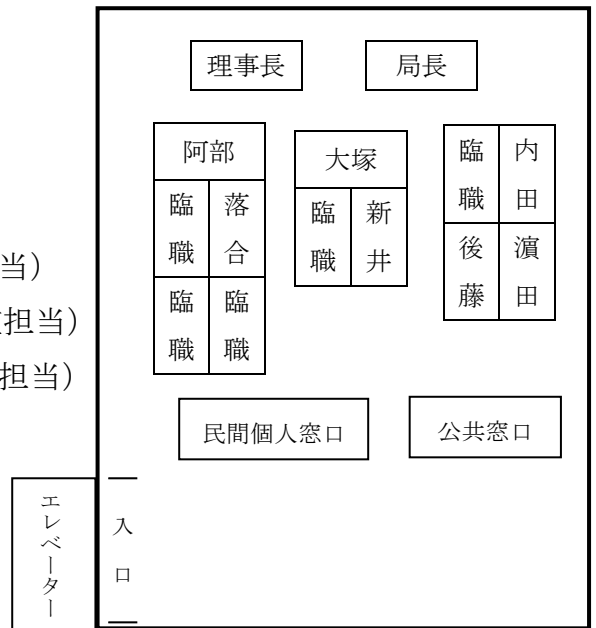 理事長
局長
阿部
臨職
落合
臨職
臨職
大塚
臨職
新井
臨職
内田
後藤
濵田
当）
担当）
担当）
民間個人窓口
公共窓口
エレベーター
入口